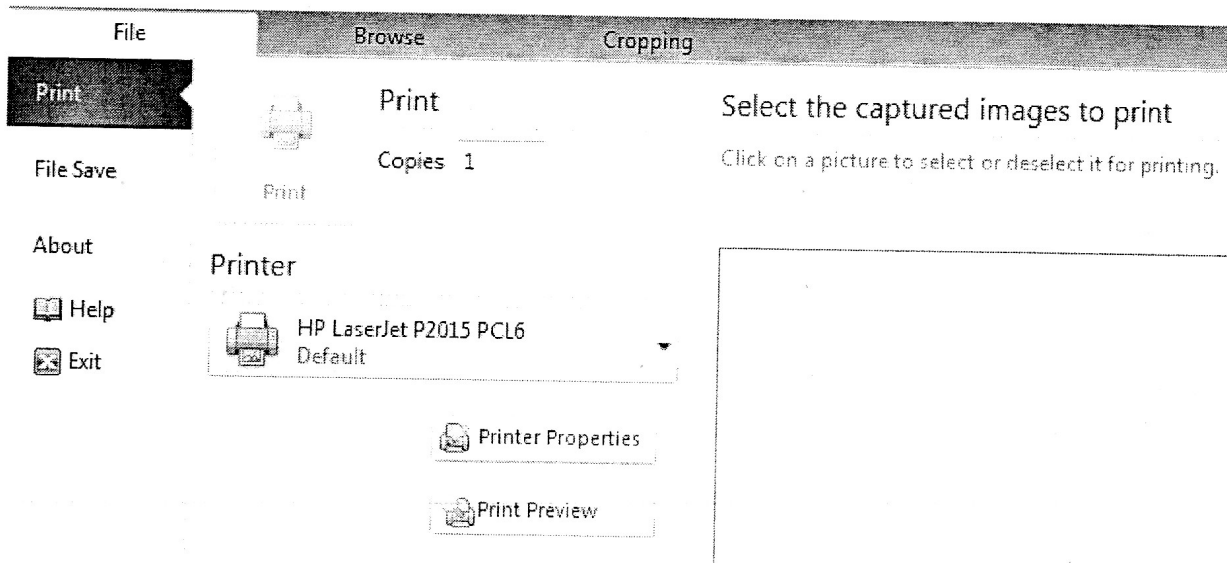 File
Browse
Cropping
Print
File Save
About
Help
Exit
Print
Print
Copies 1
Printer
HP LaserJet P2015 PCL6
Default
Printer Properties
Print Preview
Select the captured images to print
Click on a picture to select or deselect it for printing.